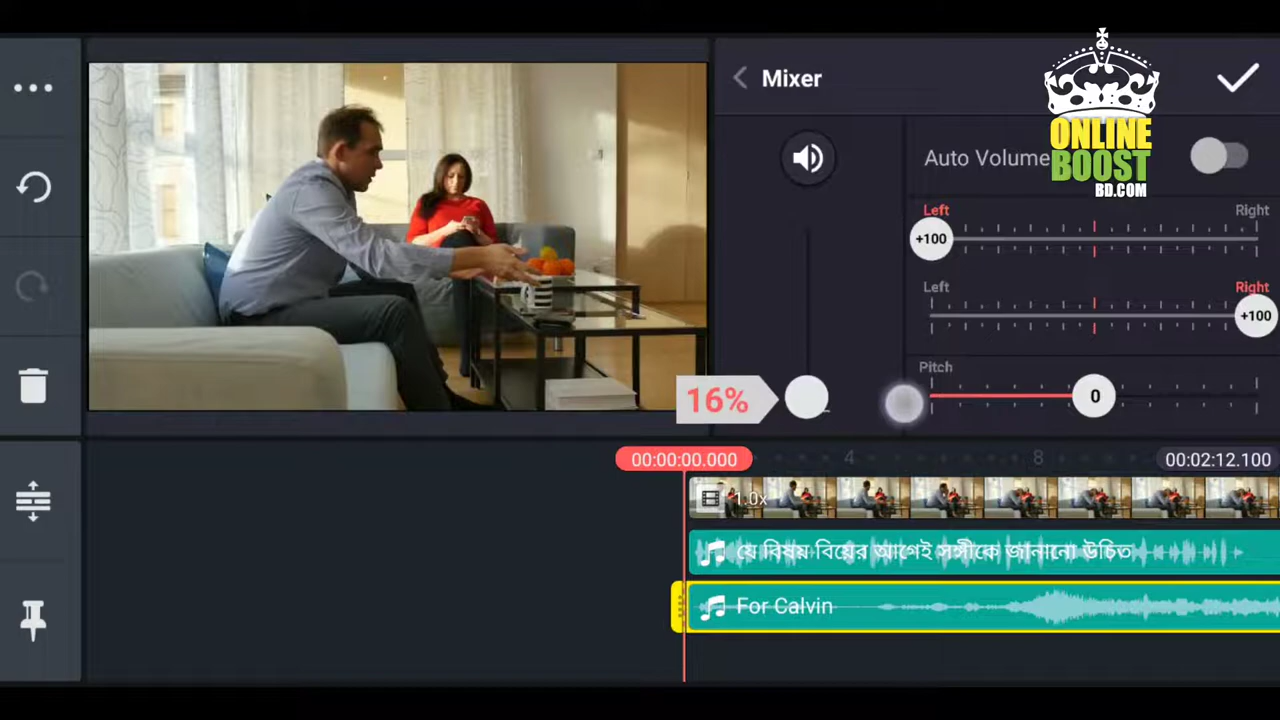 Mixer
ONLINE
BOOST
BD.COM
Auto Volume
Left
Right
+100
Left
Right
+100
Pitch
0
16%
00:00:00.000
4
8
00:02:12.100
1.0x
যে বিষয় বিয়ের আগেই সঙ্গীকে জানানো উচিত
For Calvin